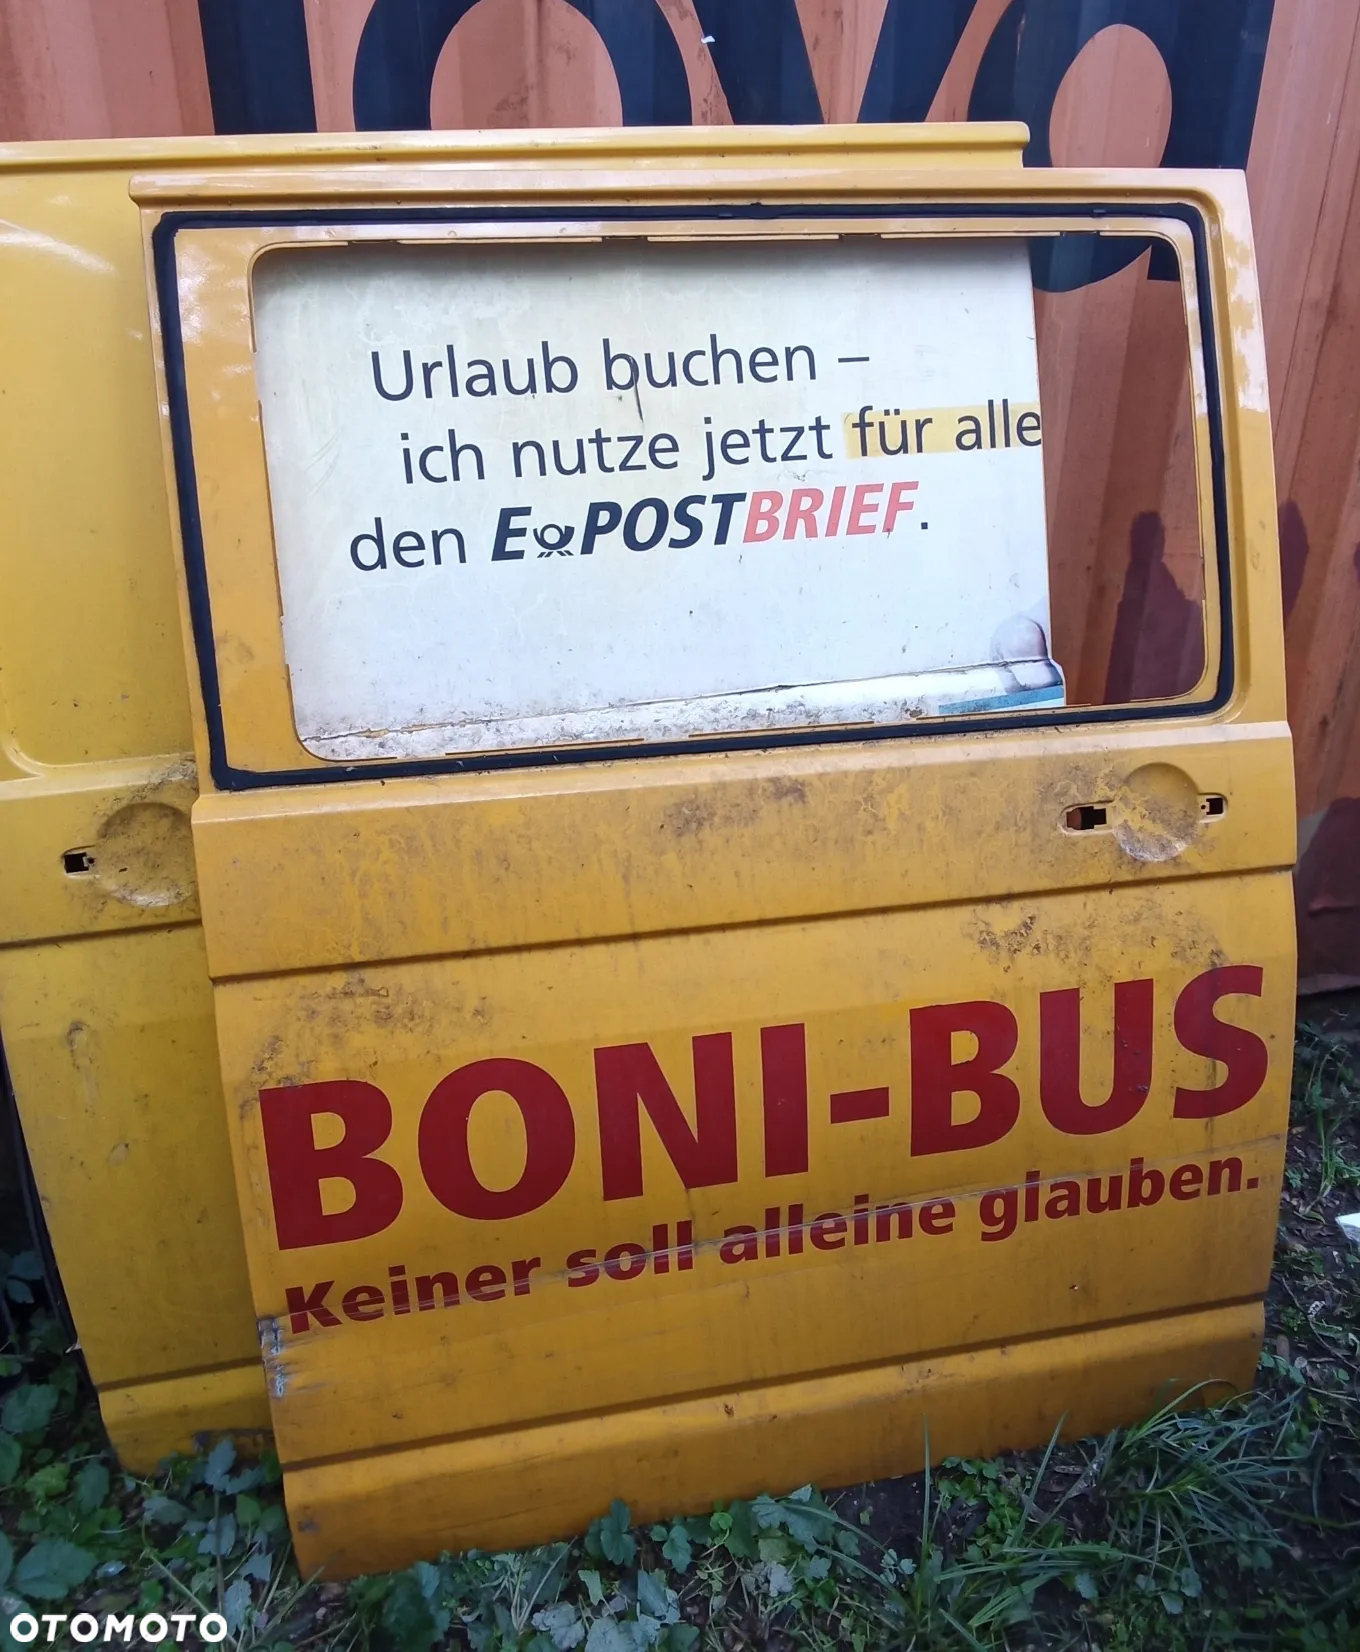 Urlaub buchen –
ich nutze jetzt für alle
den E POSTBRIEF.
BONI-BUS
Keiner soll alleine glauben.
OTOMOTO